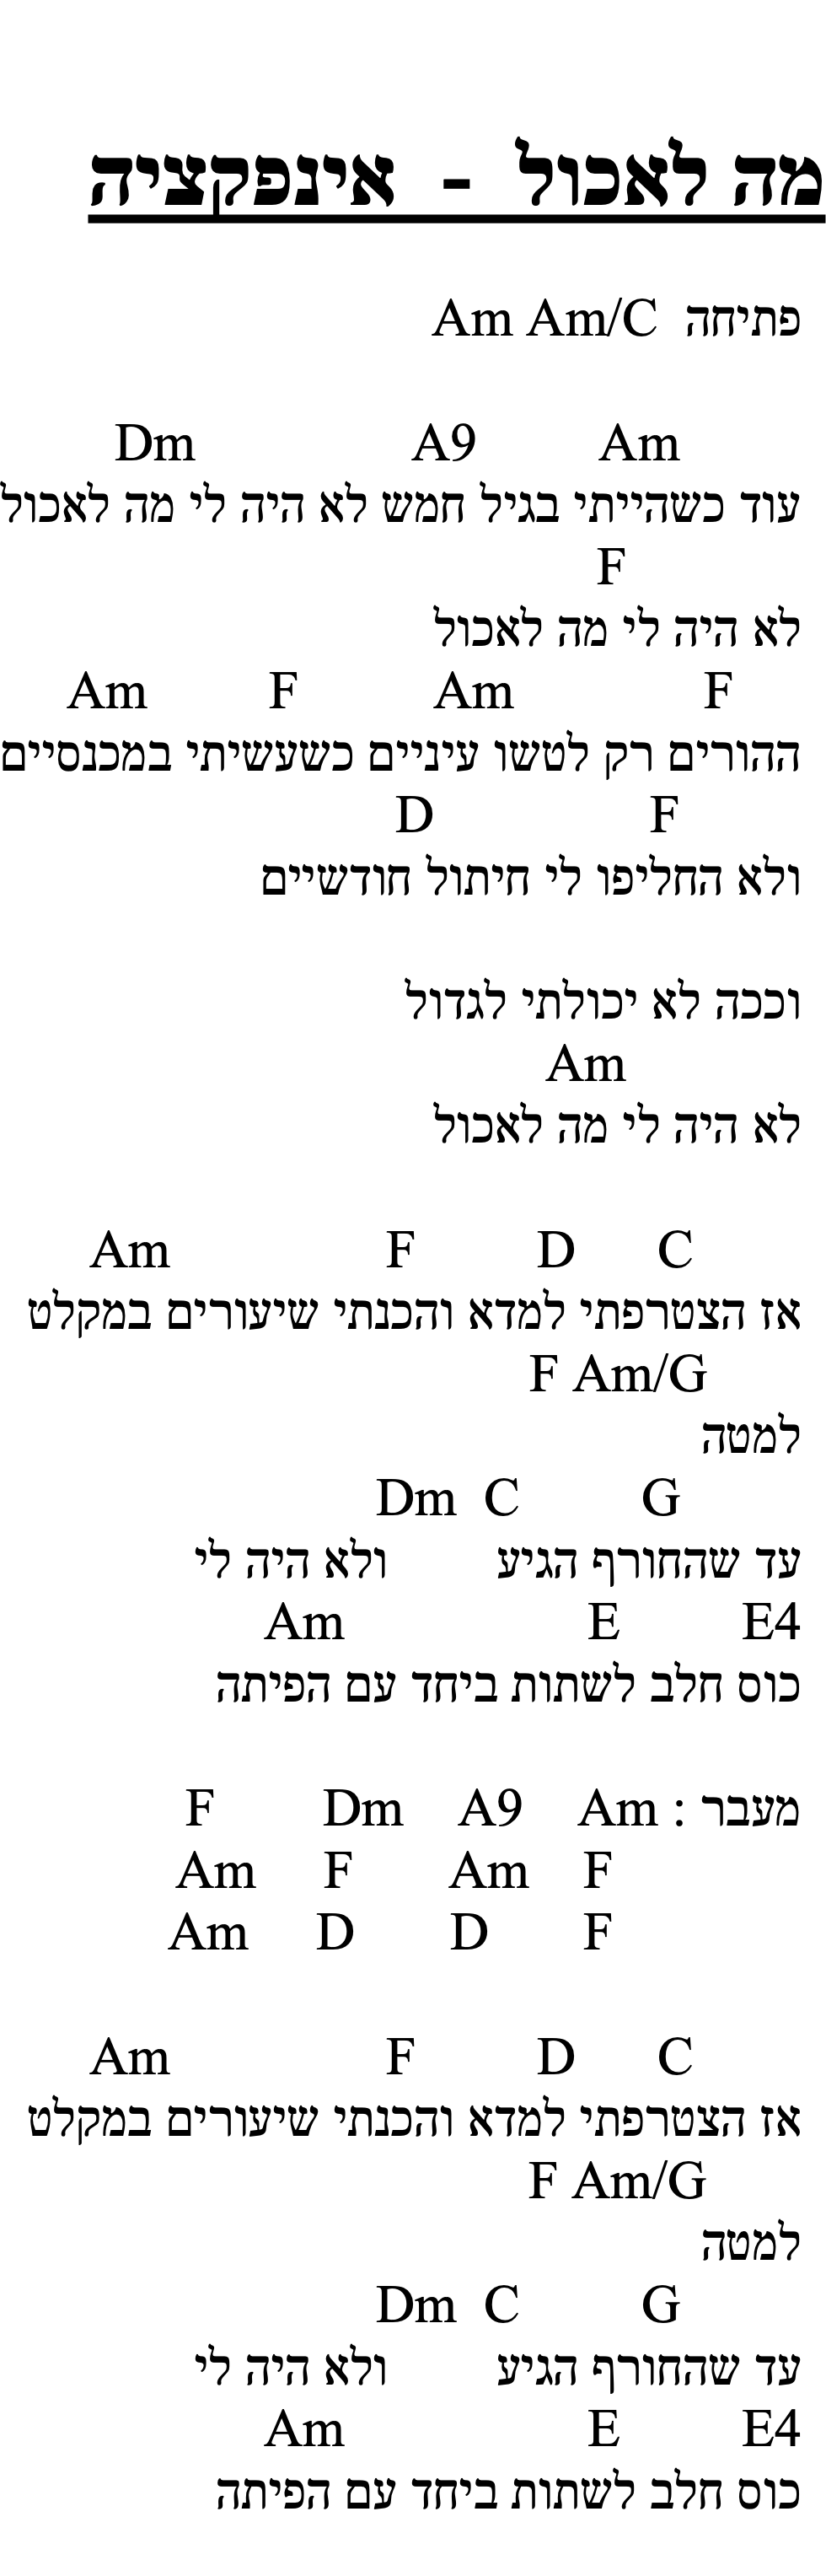 מה לאכול - אינפקציה
פתיחה Am Am/C
Dm A9 Am
עוד כשהייתי בגיל חמש לא היה לי מה לאכול
F
לא היה לי מה לאכול
Am F Am F
ההורים רק לטשו עיניים כשעשיתי במכנסיים
D F
ולא החליפו לי חיתול חודשיים
וככה לא יכולתי לגדול
Am
לא היה לי מה לאכול
Am F D C
אז הצטרפתי למדא והכנתי שיעורים במקלט
F Am/G
למטה
Dm C G
עד שהחורף הגיע ולא היה לי
Am E E4
כוס חלב לשתות ביחד עם הפיתה
מעבר : F Dm A9 Am
Am F Am F
Am D D F
Am F D C
אז הצטרפתי למדא והכנתי שיעורים במקלט
F Am/G
למטה
Dm C G
עד שהחורף הגיע ולא היה לי
Am E E4
כוס חלב לשתות ביחד עם הפיתה